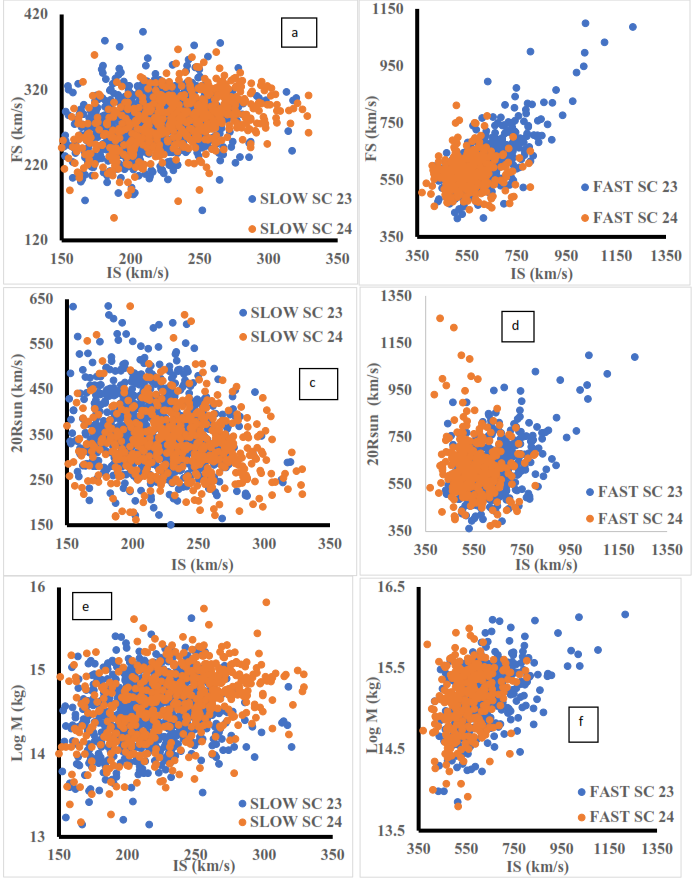 420
320
220
120
150
200
250
300
350
FS (km/s)
IS (km/s)
a
SLOW SC 23
SLOW SC 24
1150
950
750
550
350
350
550
750
950
1150
1350
FS (km/s)
IS (km/s)
FAST SC 23
FAST SC 24
650
550
450
350
250
150
150
200
250
300
350
20Rsun (km/s)
IS (km/s)
SLOW SC 23
SLOW SC 24
c
1350
1150
950
750
550
350
350
550
750
950
1150
1350
20Rsun (km/s)
IS (km/s)
d
FAST SC 23
FAST SC 24
16
15
14
13
150
200
250
300
350
Log M (kg)
IS (km/s)
e
SLOW SC 23
SLOW SC 24
16.5
15.5
14.5
13.5
350
550
750
950
1150
1350
Log M (kg)
IS (km/s)
f
FAST SC 23
FAST SC 24